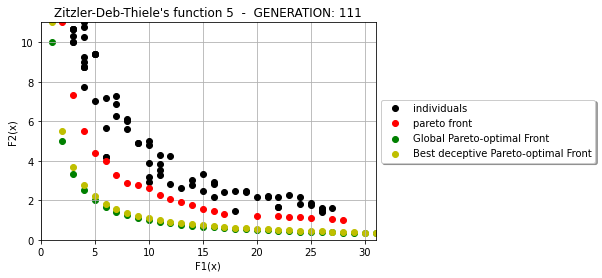 Zitzler-Deb-Thiele's function 5 - GENERATION: 111
10
8
6
4
2
0
F2(x)
0 5 10 15 20 25 30
F1(x)
individuals
pareto front
Global Pareto-optimal Front
Best deceptive Pareto-optimal Front